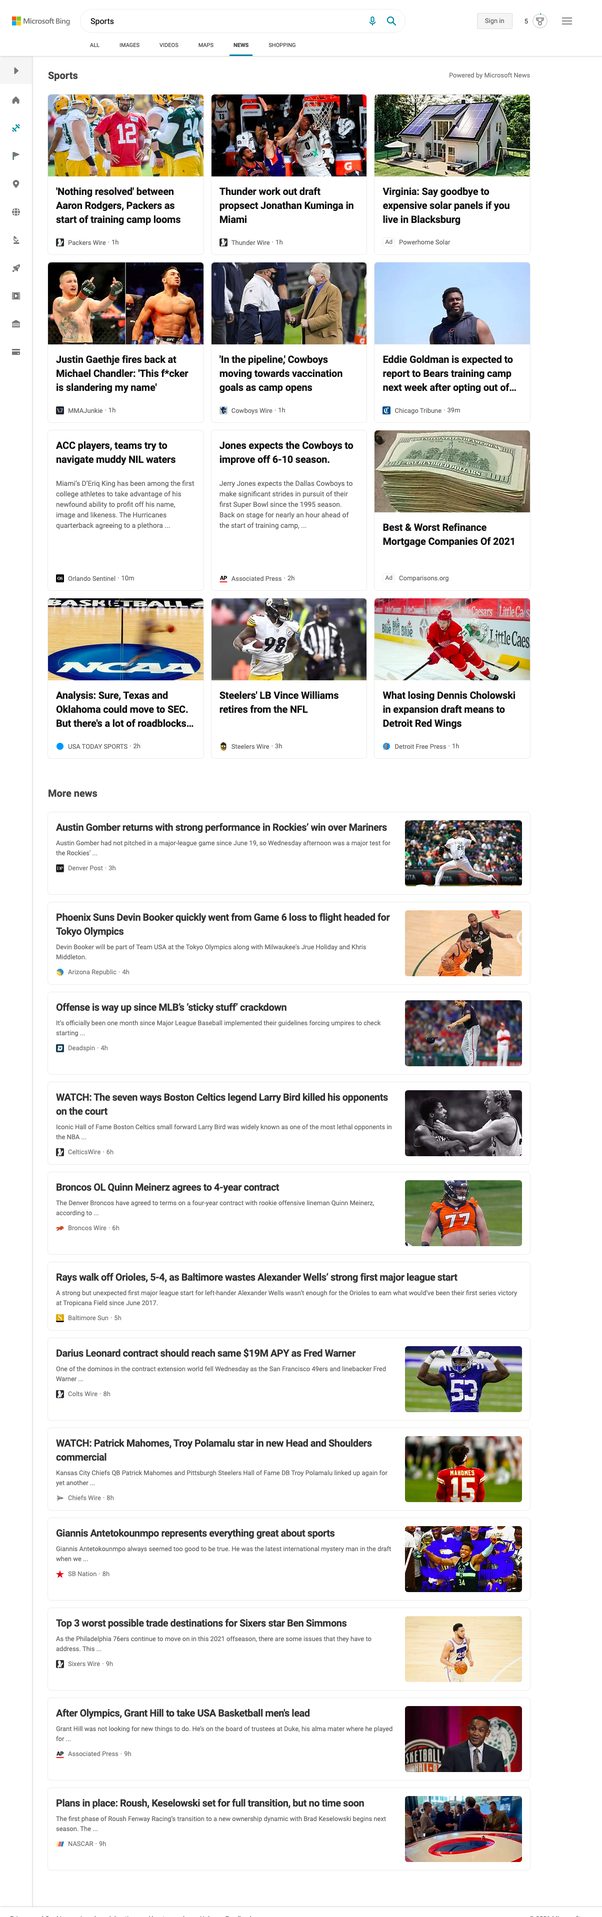 Microsoft Bing
Sports
Sign in
5
ALL
IMAGES
VIDEOS
MAPS
NEWS
SHOPPING
Sports
Powered by Microsoft News
'Nothing resolved' between
Aaron Rodgers, Packers as
start of training camp looms
Packers Wire · 1h
Thunder work out draft
propsect Jonathan Kuminga in
Miami
Thunder Wire · 1h
Virginia: Say goodbye to
expensive solar panels if you
live in Blacksburg
Ad Powerhome Solar
Justin Gaethje fires back at
Michael Chandler: 'This f*cker
is slandering my name'
MMAJunkie · 1h
'In the pipeline,' Cowboys
moving towards vaccination
goals as camp opens
Cowboys Wire · 1h
Eddie Goldman is expected to
report to Bears training camp
next week after opting out of…
Chicago Tribune · 39m
ACC players, teams try to
navigate muddy NIL waters
Miami's D'Eriq King has been among the first
college athletes to take advantage of his
newfound ability to profit off his name,
image and likeness. The Hurricanes
quarterback agreeing to a plethora ...
Orlando Sentinel · 10m
Jones expects the Cowboys to
improve off 6-10 season.
Jerry Jones expects the Dallas Cowboys to
make significant strides in pursuit of their
first Super Bowl since the 1995 season.
Back on stage for nearly an hour ahead of
the start of training camp, ...
AP Associated Press · 2h
Best & Worst Refinance
Mortgage Companies Of 2021
Ad Comparisons.org
BASKETBALL
NCAA
Analysis: Sure, Texas and
Oklahoma could move to SEC.
But there's a lot of roadblocks…
USA TODAY SPORTS · 2h
98
Steelers' LB Vince Williams
retires from the NFL
Steelers Wire · 3h
Little Caesars
What losing Dennis Cholowski
in expansion draft means to
Detroit Red Wings
Detroit Free Press · 1h
More news
Austin Gomber returns with strong performance in Rockies' win over Mariners
Austin Gomber had not pitched in a major-league game since June 19, so Wednesday afternoon was a major test for
the Rockies' ...
Denver Post · 3h
Phoenix Suns Devin Booker quickly went from Game 6 loss to flight headed for
Tokyo Olympics
Devin Booker will be part of Team USA at the Tokyo Olympics along with Milwaukee's Jrue Holiday and Khris
Middleton.
Arizona Republic · 4h
Offense is way up since MLB's 'sticky stuff' crackdown
It's officially been one month since Major League Baseball implemented their guidelines forcing umpires to check
starting ...
Deadspin · 4h
WATCH: The seven ways Boston Celtics legend Larry Bird killed his opponents
on the court
Iconic Hall of Fame Boston Celtics small forward Larry Bird was widely known as one of the most lethal opponents in
the NBA ...
CelticsWire · 6h
Broncos OL Quinn Meinerz agrees to 4-year contract
The Denver Broncos have agreed to terms on a four-year contract with rookie offensive lineman Quinn Meinerz,
according to ...
Broncos Wire · 6h
77
Rays walk off Orioles, 5-4, as Baltimore wastes Alexander Wells' strong first major league start
A strong but unexpected first major league start for left-hander Alexander Wells wasn't enough for the Orioles to earn what would've been their first series victory
at Tropicana Field since June 2017.
Baltimore Sun · 5h
Darius Leonard contract should reach same $19M APY as Fred Warner
One of the dominos in the contract extension world fell Wednesday as the San Francisco 49ers and linebacker Fred
Warner ...
Colts Wire · 8h
53
WATCH: Patrick Mahomes, Troy Polamalu star in new Head and Shoulders
commercial
Kansas City Chiefs QB Patrick Mahomes and Pittsburgh Steelers Hall of Fame DB Troy Polamalu linked up again for
yet another ...
Chiefs Wire · 8h
MAHOMES
15
Giannis Antetokounmpo represents everything great about sports
Giannis Antetokounmpo always seemed too good to be true. He was the latest international mystery man in the draft
when we ...
SB Nation · 8h
34
Top 3 worst possible trade destinations for Sixers star Ben Simmons
As the Philadelphia 76ers continue to move on in this 2021 offseason, there are some issues that they have to
address. This ...
Sixers Wire · 9h
After Olympics, Grant Hill to take USA Basketball men's lead
Grant Hill was not looking for new things to do. He's on the board of trustees at Duke, his alma mater where he played
for ...
AP Associated Press · 9h
Plans in place: Roush, Keselowski set for full transition, but no time soon
The first phase of Roush Fenway Racing's transition to a new ownership dynamic with Brad Keselowski begins next
season. The ...
NASCAR · 9h